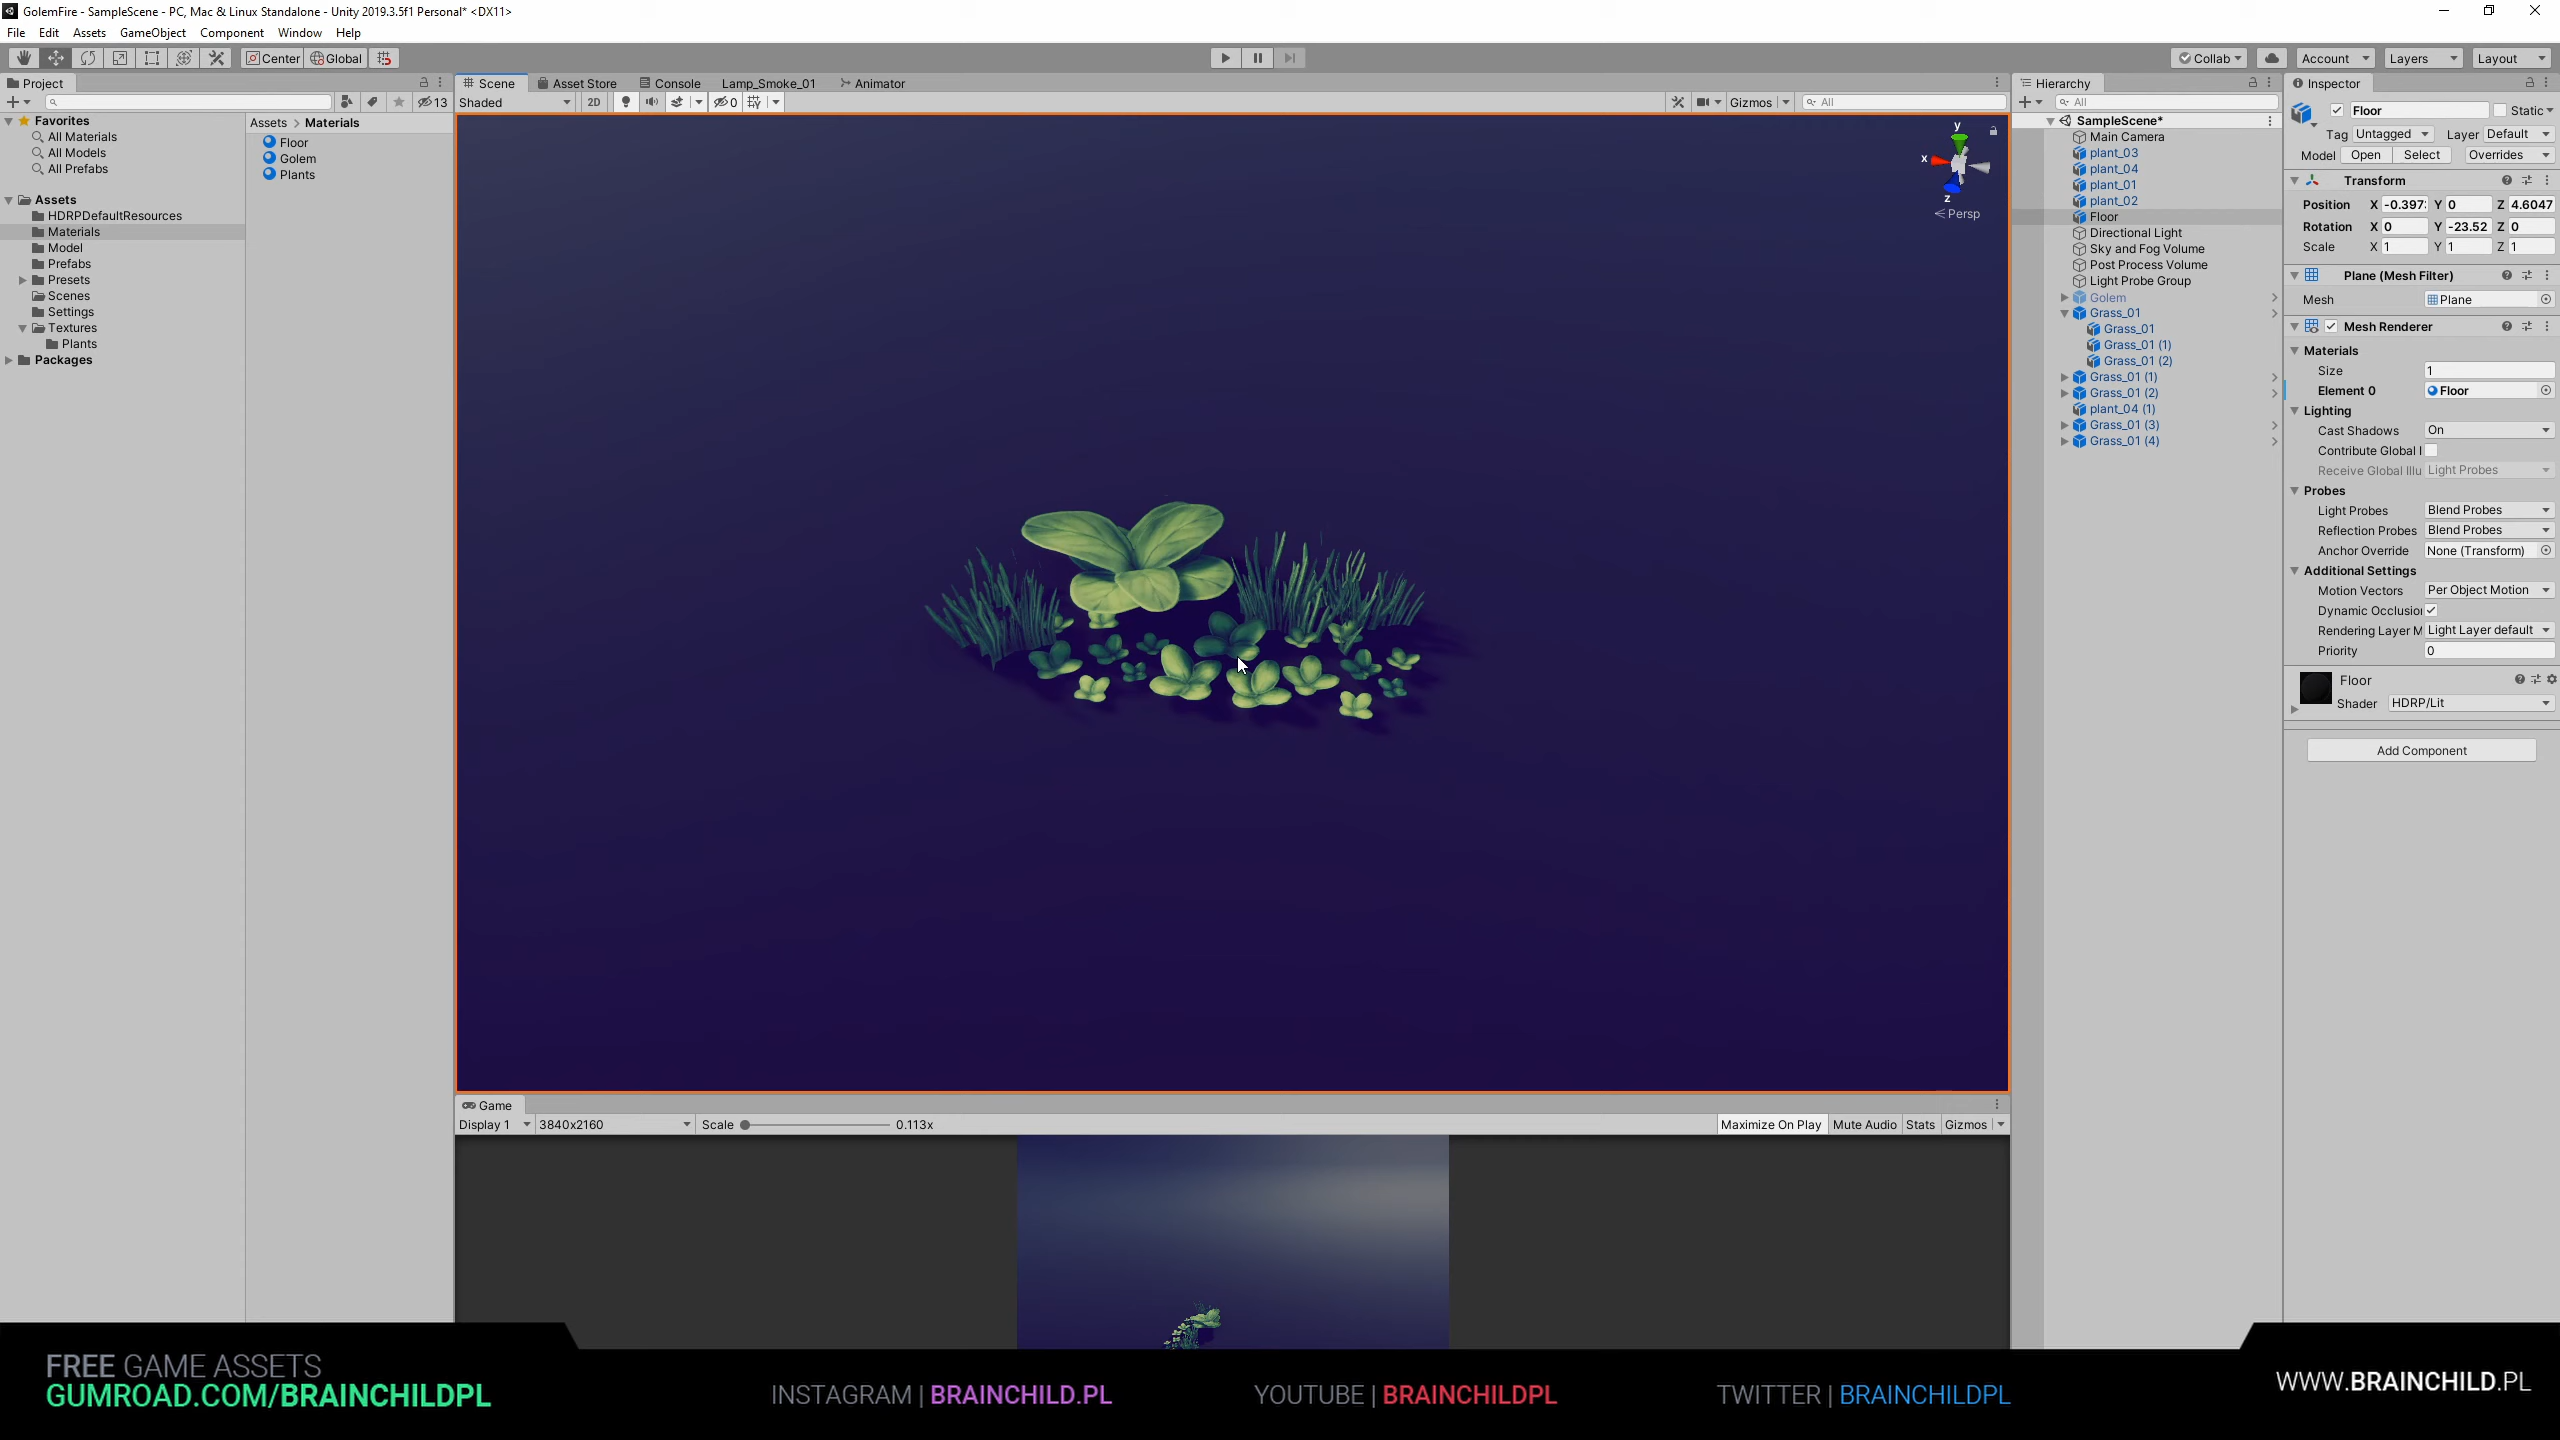 GolemFire - SampleScene - PC, Mac & Linux Standalone - Unity 2019.3.5f1 Personal* <DX11>
File Edit Assets GameObject Component Window Help
Center Global Collab Account Layers Layout
Project
13
Favorites
All Materials
All Models
All Prefabs
Assets
HDRPDefaultResources
Materials
Model
Prefabs
Presets
Scenes
Settings
Textures
Plants
Packages
Assets > Materials
Floor
Golem
Plants
Scene Asset Store Console Lamp_Smoke_01 Animator
Shaded 2D 0 Gizmos All
y
x
z
Persp
Game
Display 1 3840x2160 Scale 0.113x Maximize On Play Mute Audio Stats Gizmos
Hierarchy
All
SampleScene*
Main Camera
plant_03
plant_04
plant_01
plant_02
Floor
Directional Light
Sky and Fog Volume
Post Process Volume
Light Probe Group
Golem
Grass_01
Grass_01
Grass_01 (1)
Grass_01 (2)
Grass_01 (1)
Grass_01 (2)
plant_04 (1)
Grass_01 (3)
Grass_01 (4)
Inspector
Floor Static
Tag Untagged Layer Default
Model Open Select Overrides
Transform
Position X -0.397: Y 0 Z 4.6047
Rotation X 0 Y -23.52 Z 0
Scale X 1 Y 1 Z 1
Plane (Mesh Filter)
Mesh Plane
Mesh Renderer
Materials
Size 1
Element 0 Floor
Lighting
Cast Shadows On
Contribute Global I
Receive Global Illu Light Probes
Probes
Light Probes Blend Probes
Reflection Probes Blend Probes
Anchor Override None (Transform)
Additional Settings
Motion Vectors Per Object Motion
Dynamic Occlusio
Rendering Layer M Light Layer default
Priority 0
Floor
Shader HDRP/Lit
Add Component
FREE GAME ASSETS
GUMROAD.COM/BRAINCHILDPL
INSTAGRAM | BRAINCHILD.PL
YOUTUBE | BRAINCHILDPL
TWITTER | BRAINCHILDPL
WWW.BRAINCHILD.PL